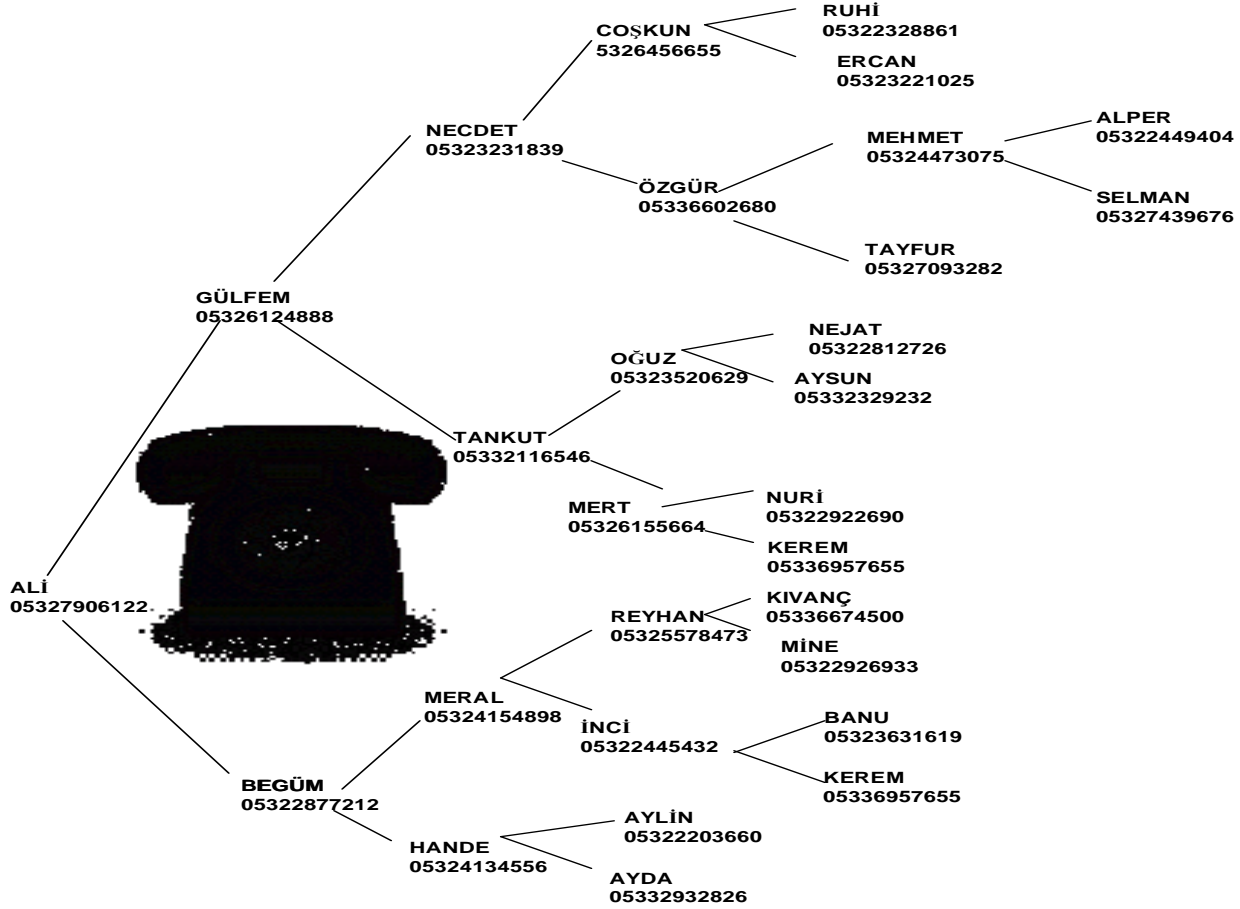 COŞKUN
5326456655
RUHİ
05322328861
ERCAN
05323221025
NECDET
05323231839
MEHMET
05324473075
ALPER
05322449404
ÖZGÜR
05336602680
SELMAN
05327439676
TAYFUR
05327093282
GÜLFEM
05326124888
NEJAT
05322812726
OĞUZ
05323520629
AYSUN
05332329232
TANKUT
05332116546
MERT
05326155664
NURİ
05322922690
KEREM
05336957655
ALİ
05327906122
REYHAN
05325578473
KIVANÇ
05336674500
MİNE
05322926933
MERAL
05324154898
İNCİ
05322445432
BANU
05323631619
KEREM
05336957655
BEGÜM
05322877212
HANDE
05324134556
AYLİN
05322203660
AYDA
05332932826